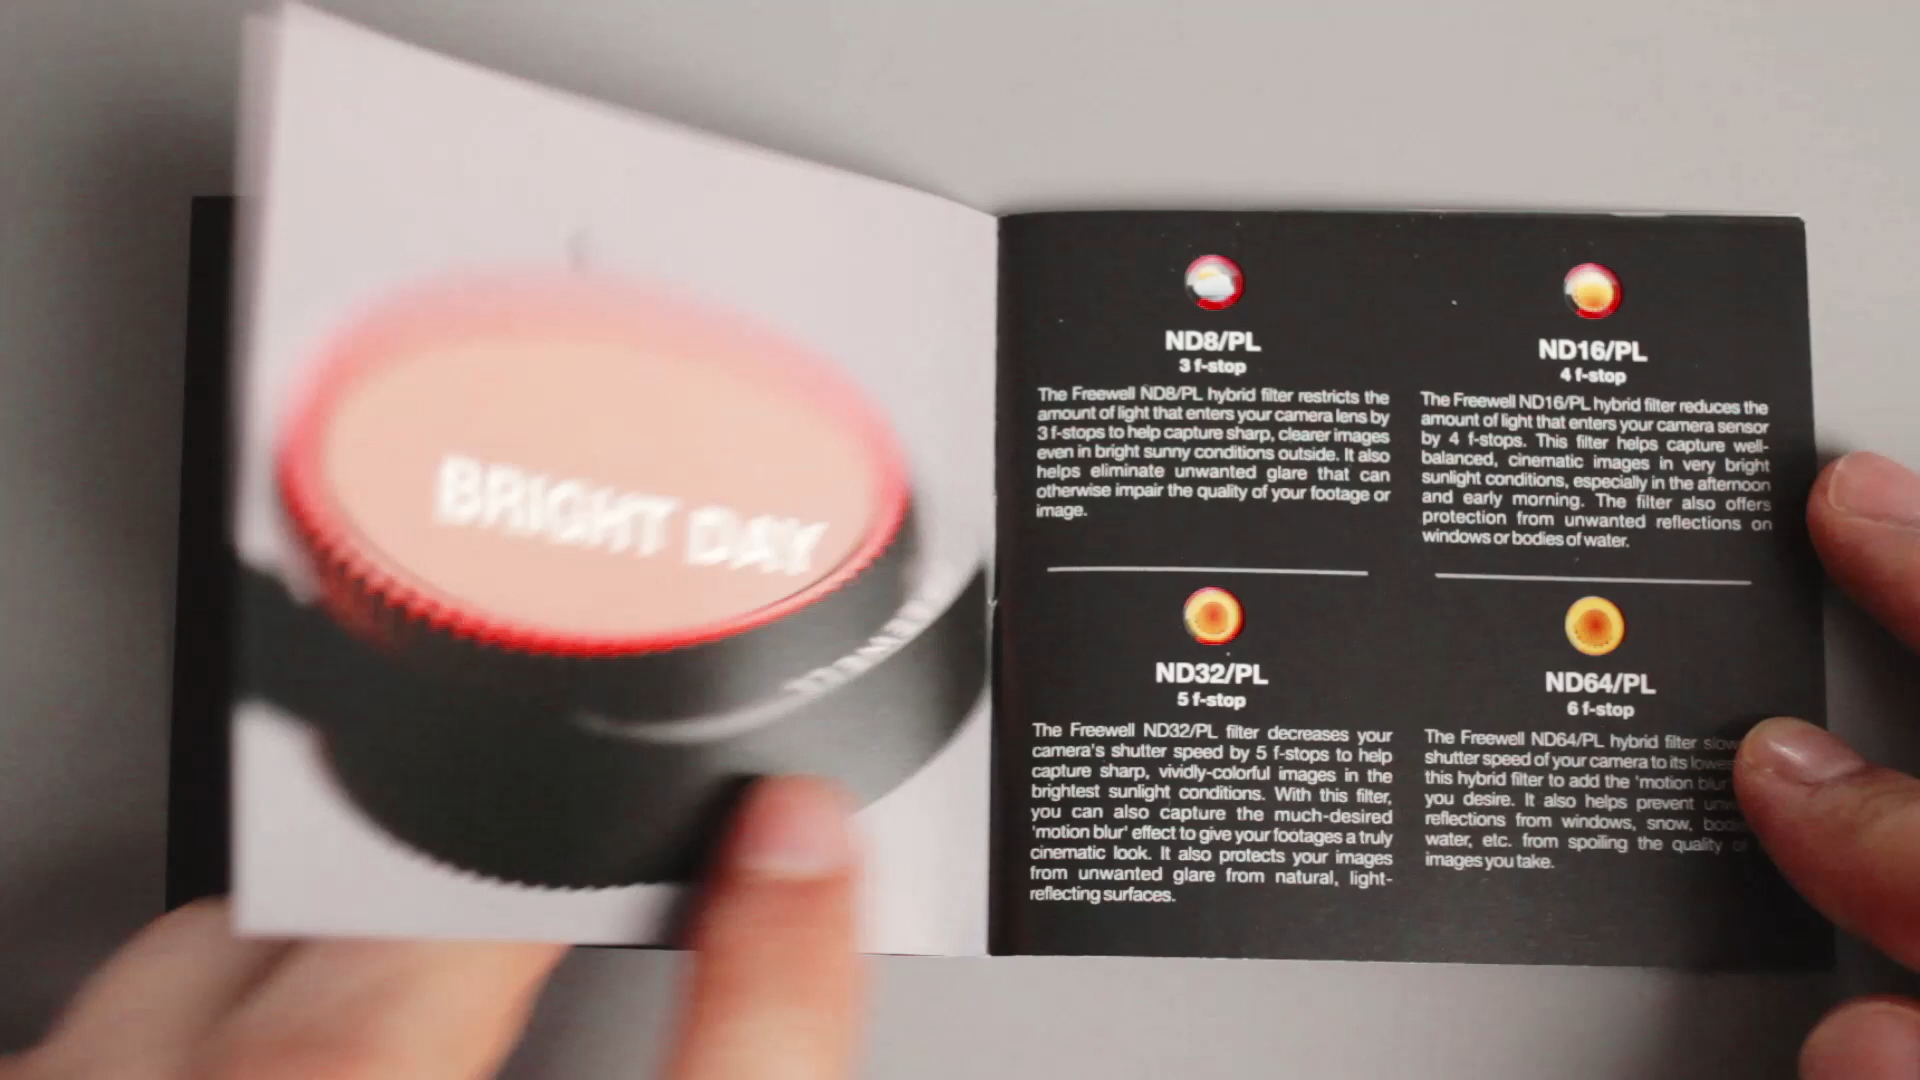 BRIGHT DAY
ND8/PL
3 f-stop
The Freewell ND8/PL hybrid filter restricts the
amount of light that enters your camera lens by
3 f-stops to help capture sharp, clearer images
even in bright sunny conditions outside. It also
helps eliminate unwanted glare that can
otherwise impair the quality of your footage or
image.
ND16/PL
4 f-stop
The Freewell ND16/PL hybrid filter reduces the
amount of light that enters your camera sensor
by 4 f-stops. This filter helps capture well-
balanced, cinematic images in very bright
sunlight conditions, especially in the afternoon
and early morning. The filter also offers
protection from unwanted reflections on
windows or bodies of water.
ND32/PL
5 f-stop
The Freewell ND32/PL filter decreases your
camera's shutter speed by 5 f-stops to help
capture sharp, vividly-colorful images in the
brightest sunlight conditions. With this filter,
you can also capture the much-desired
'motion blur' effect to give your footages a truly
cinematic look. It also protects your images
from unwanted glare from natural, light-
reflecting surfaces.
ND64/PL
6 f-stop
The Freewell ND64/PL hybrid filter
shutter speed of your camera to its
this hybrid filter to add the 'motion blur'
you desire. It also helps prevent
reflections from windows, snow,
water, etc. from spoiling the quality of
images you take.